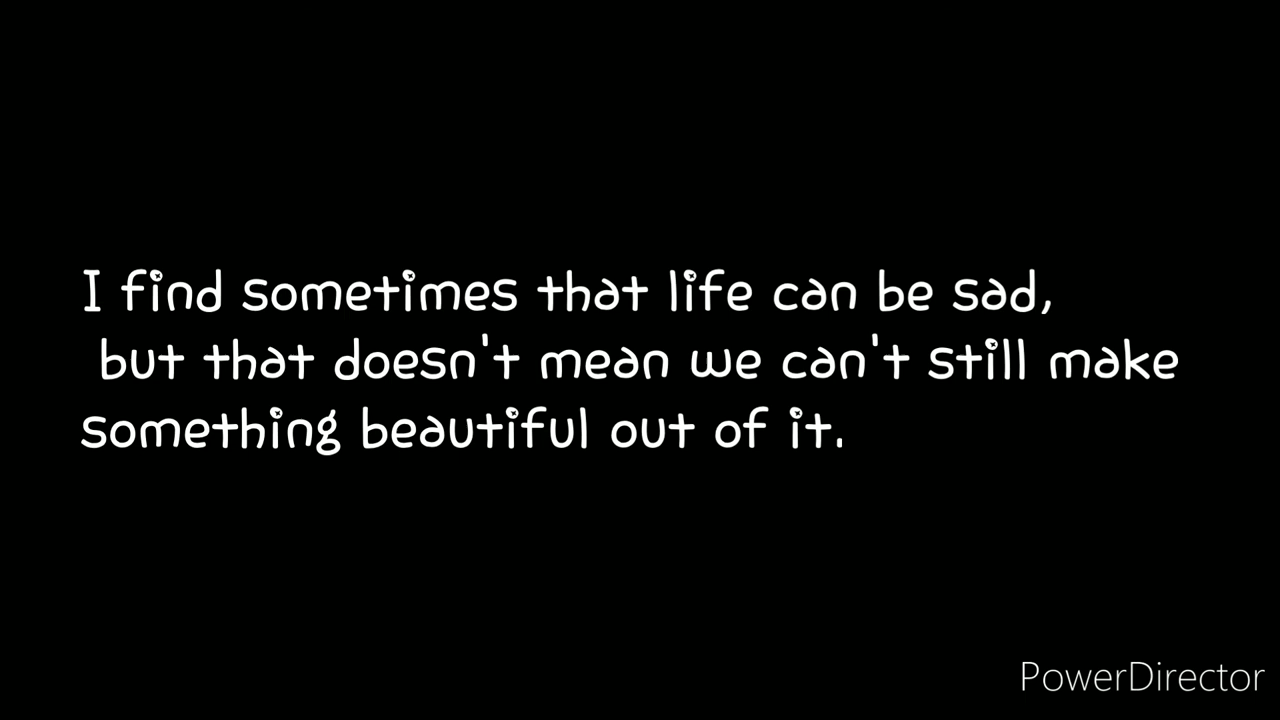 I find sometimes that life can be sad,
but that doesn't mean we can't still make
something beautiful out of it.
PowerDirector